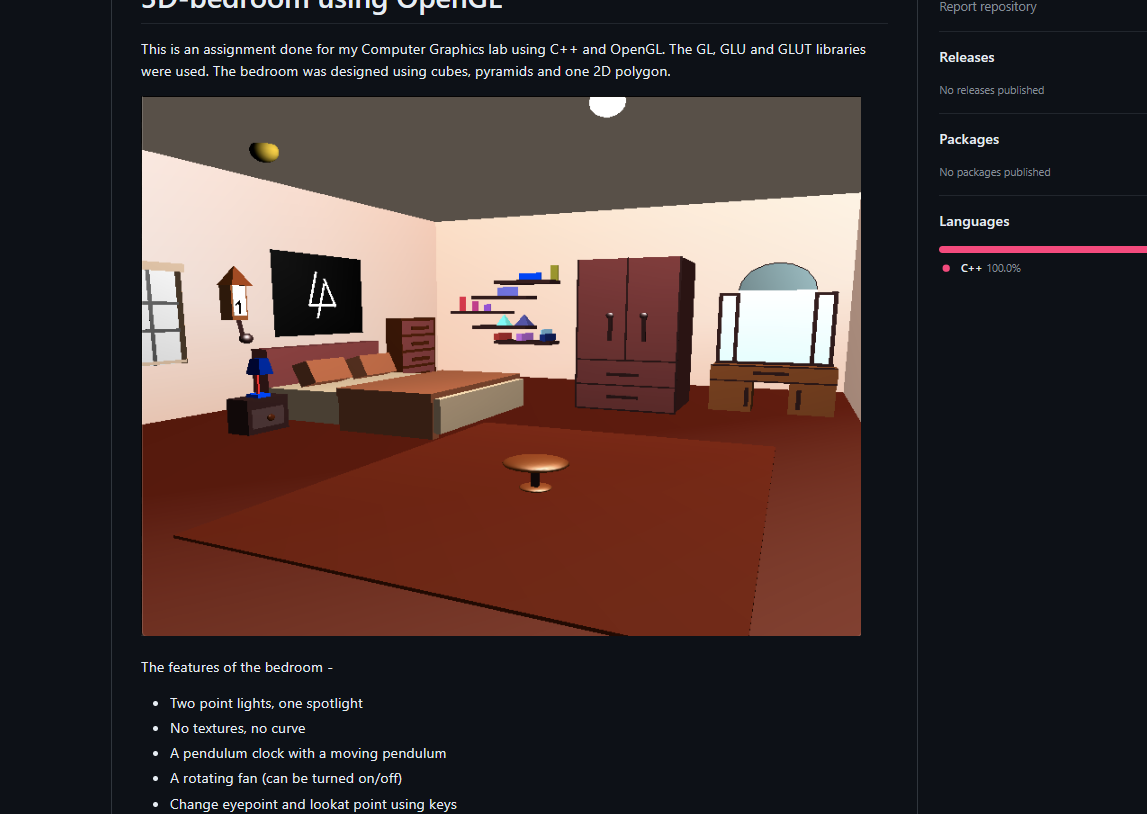 3D-bedroom using OpenGL
This is an assignment done for my Computer Graphics lab using C++ and OpenGL. The GL, GLU and GLUT libraries
were used. The bedroom was designed using cubes, pyramids and one 2D polygon.
1
The features of the bedroom -
Two point lights, one spotlight
No textures, no curve
A pendulum clock with a moving pendulum
A rotating fan (can be turned on/off)
Change eyepoint and lookat point using keys
Report repository
Releases
No releases published
Packages
No packages published
Languages
C++ 100.0%